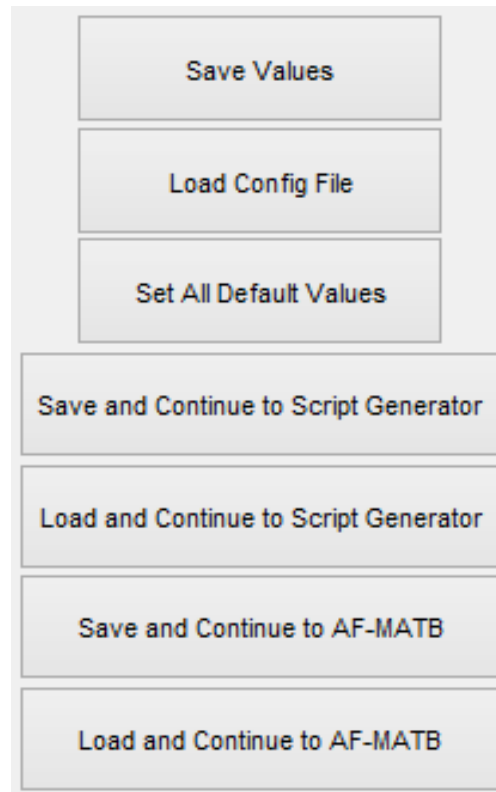 Save Values
Load Config File
Set All Default Values
Save and Continue to Script Generator
Load and Continue to Script Generator
Save and Continue to AF-MATB
Load and Continue to AF-MATB